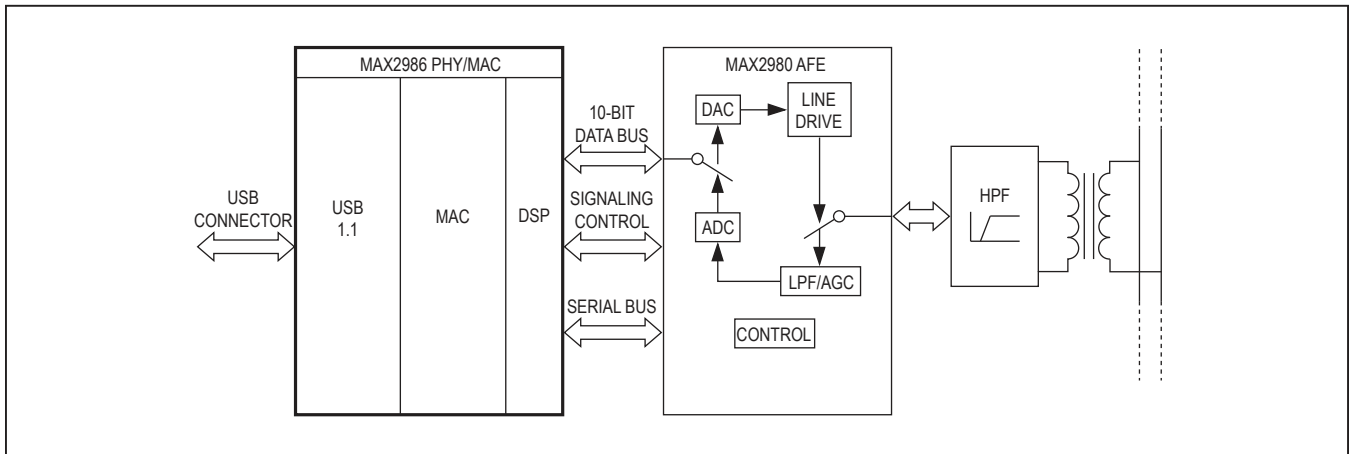 MAX2986 PHY/MAC
USB
1.1
MAC
DSP
USB
CONNECTOR
10-BIT
DATA BUS
SIGNALING
CONTROL
SERIAL BUS
MAX2980 AFE
DAC
LINE
DRIVE
ADC
LPF/AGC
CONTROL
HPF